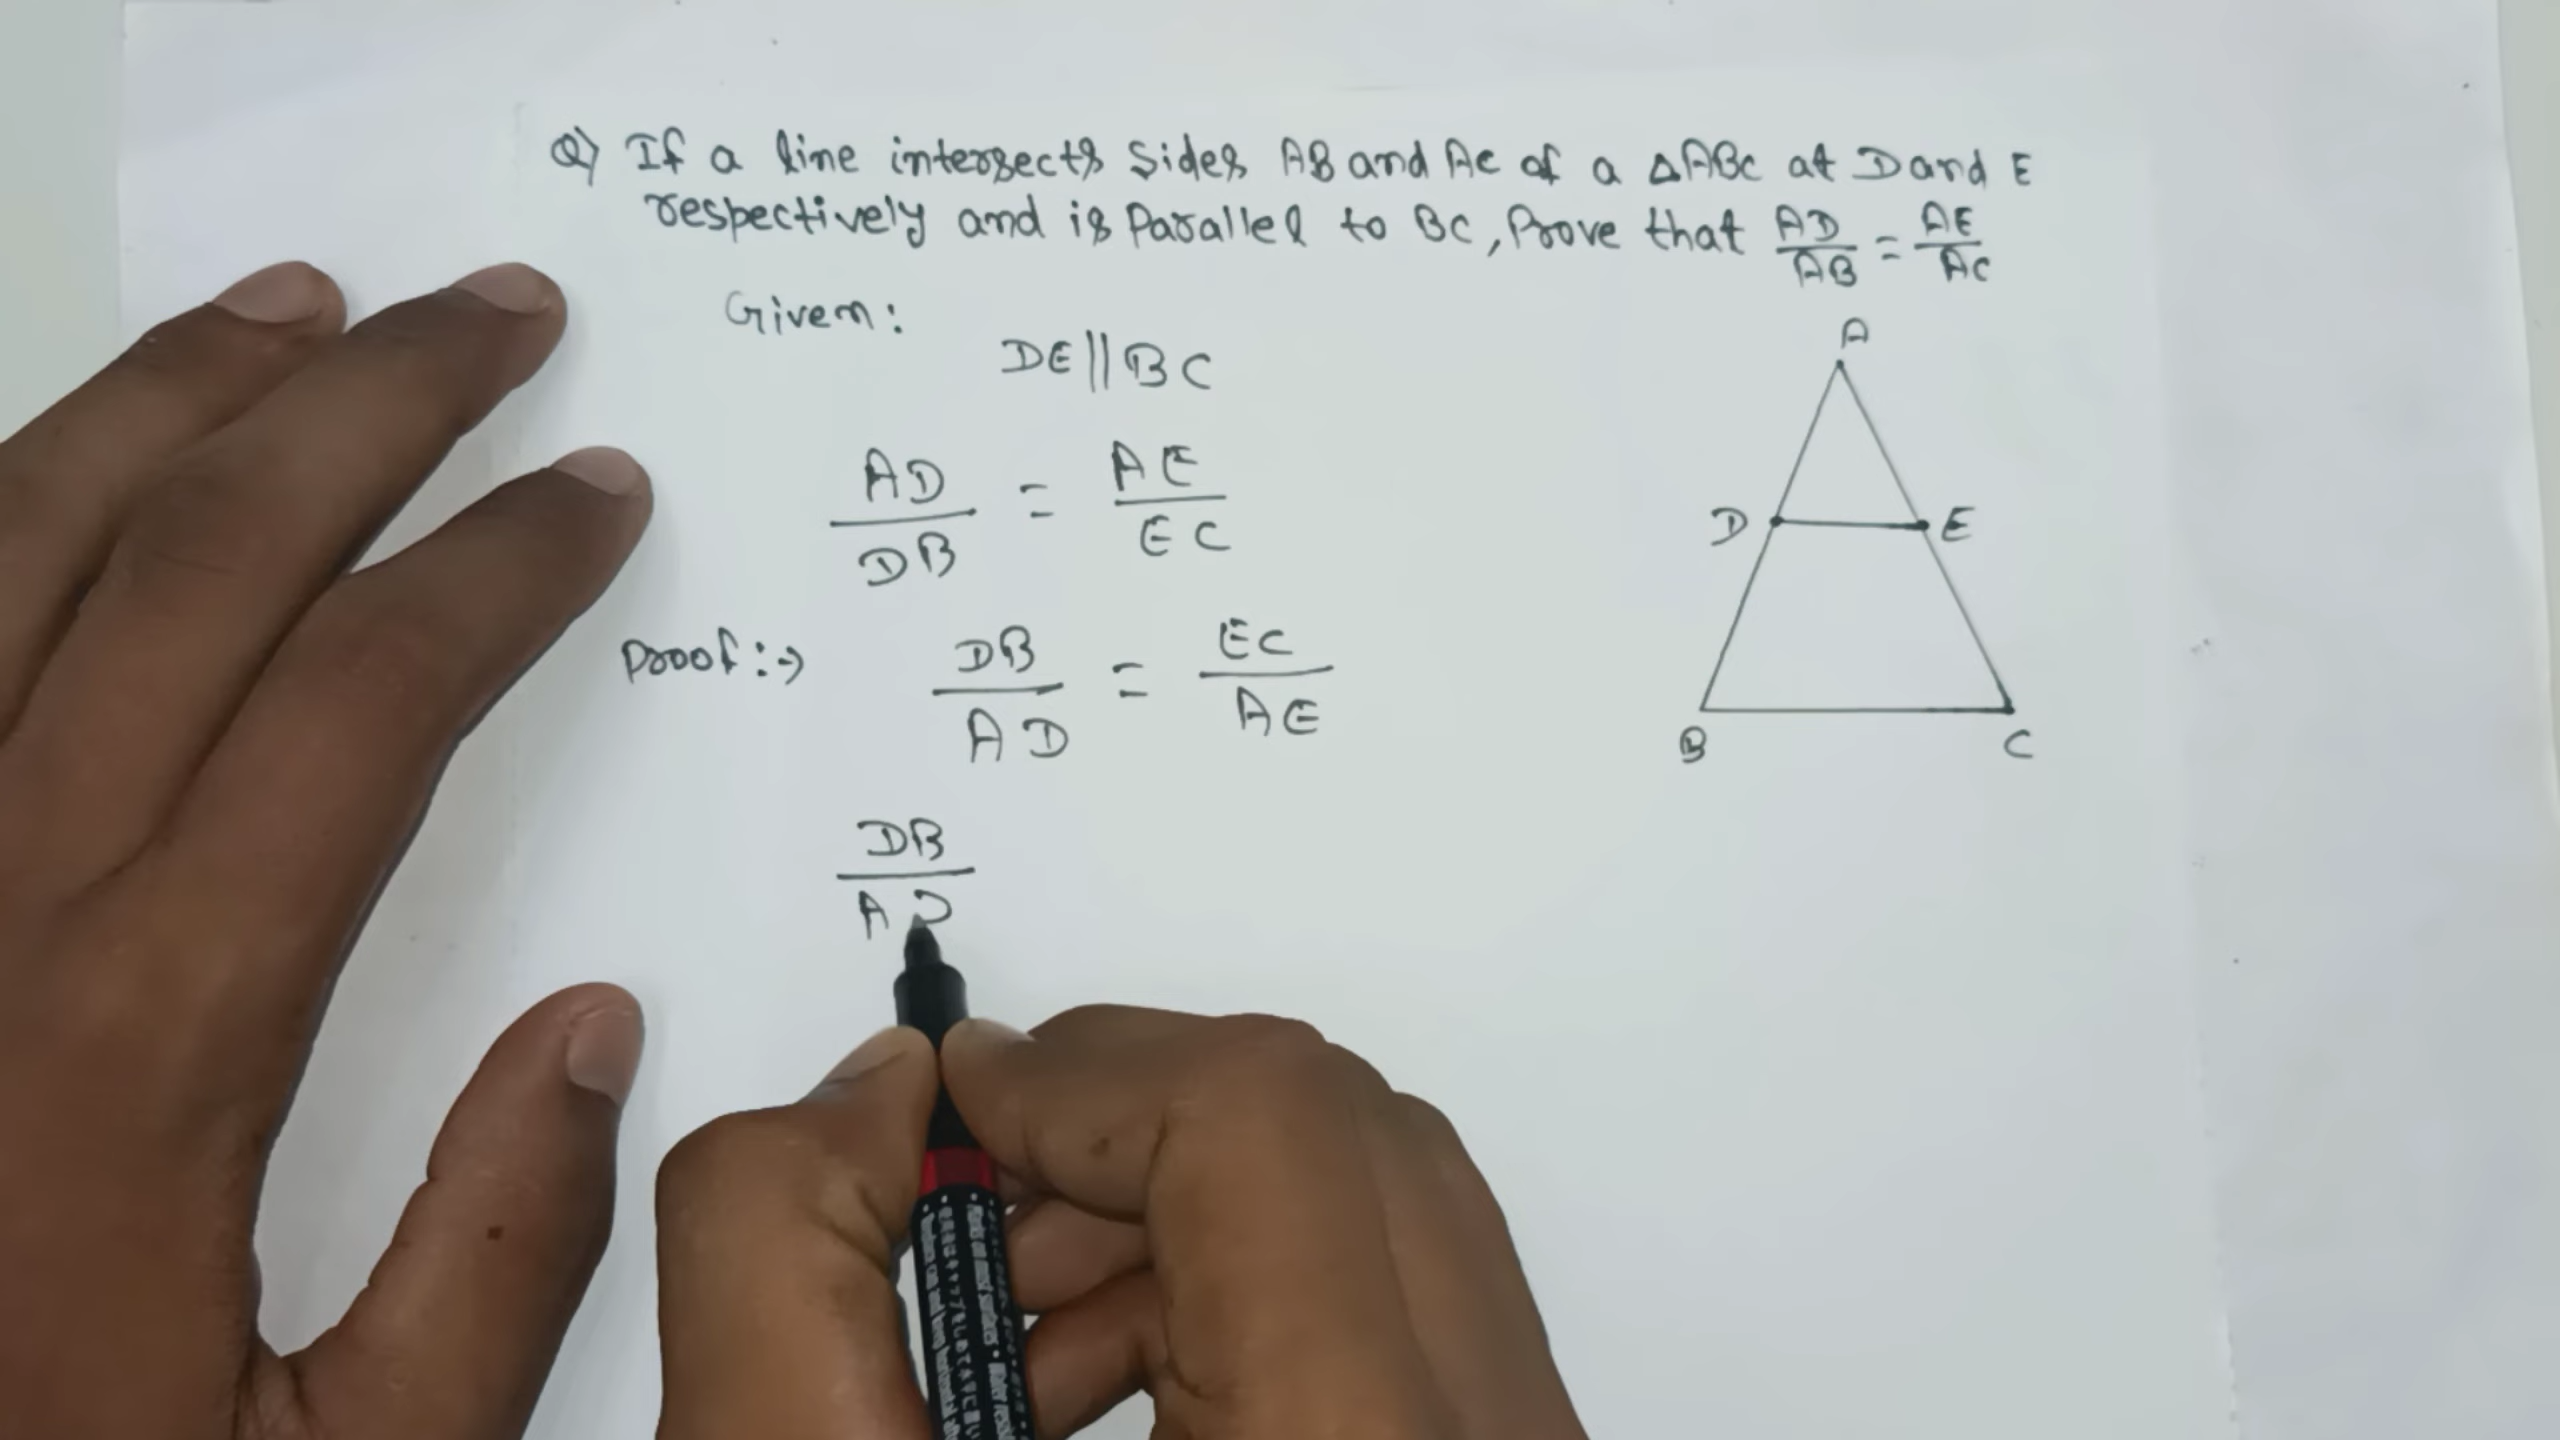 Q) If a line intersects sides AB and AC of a △ABC at D and E
respectively and is Parallel to BC, Prove that AD/AB = AE/AC
Given:
DE || BC
AD/DB = AE/EC
Proof :→ DB/AD = EC/AE
DB/AD
A
D E
B C